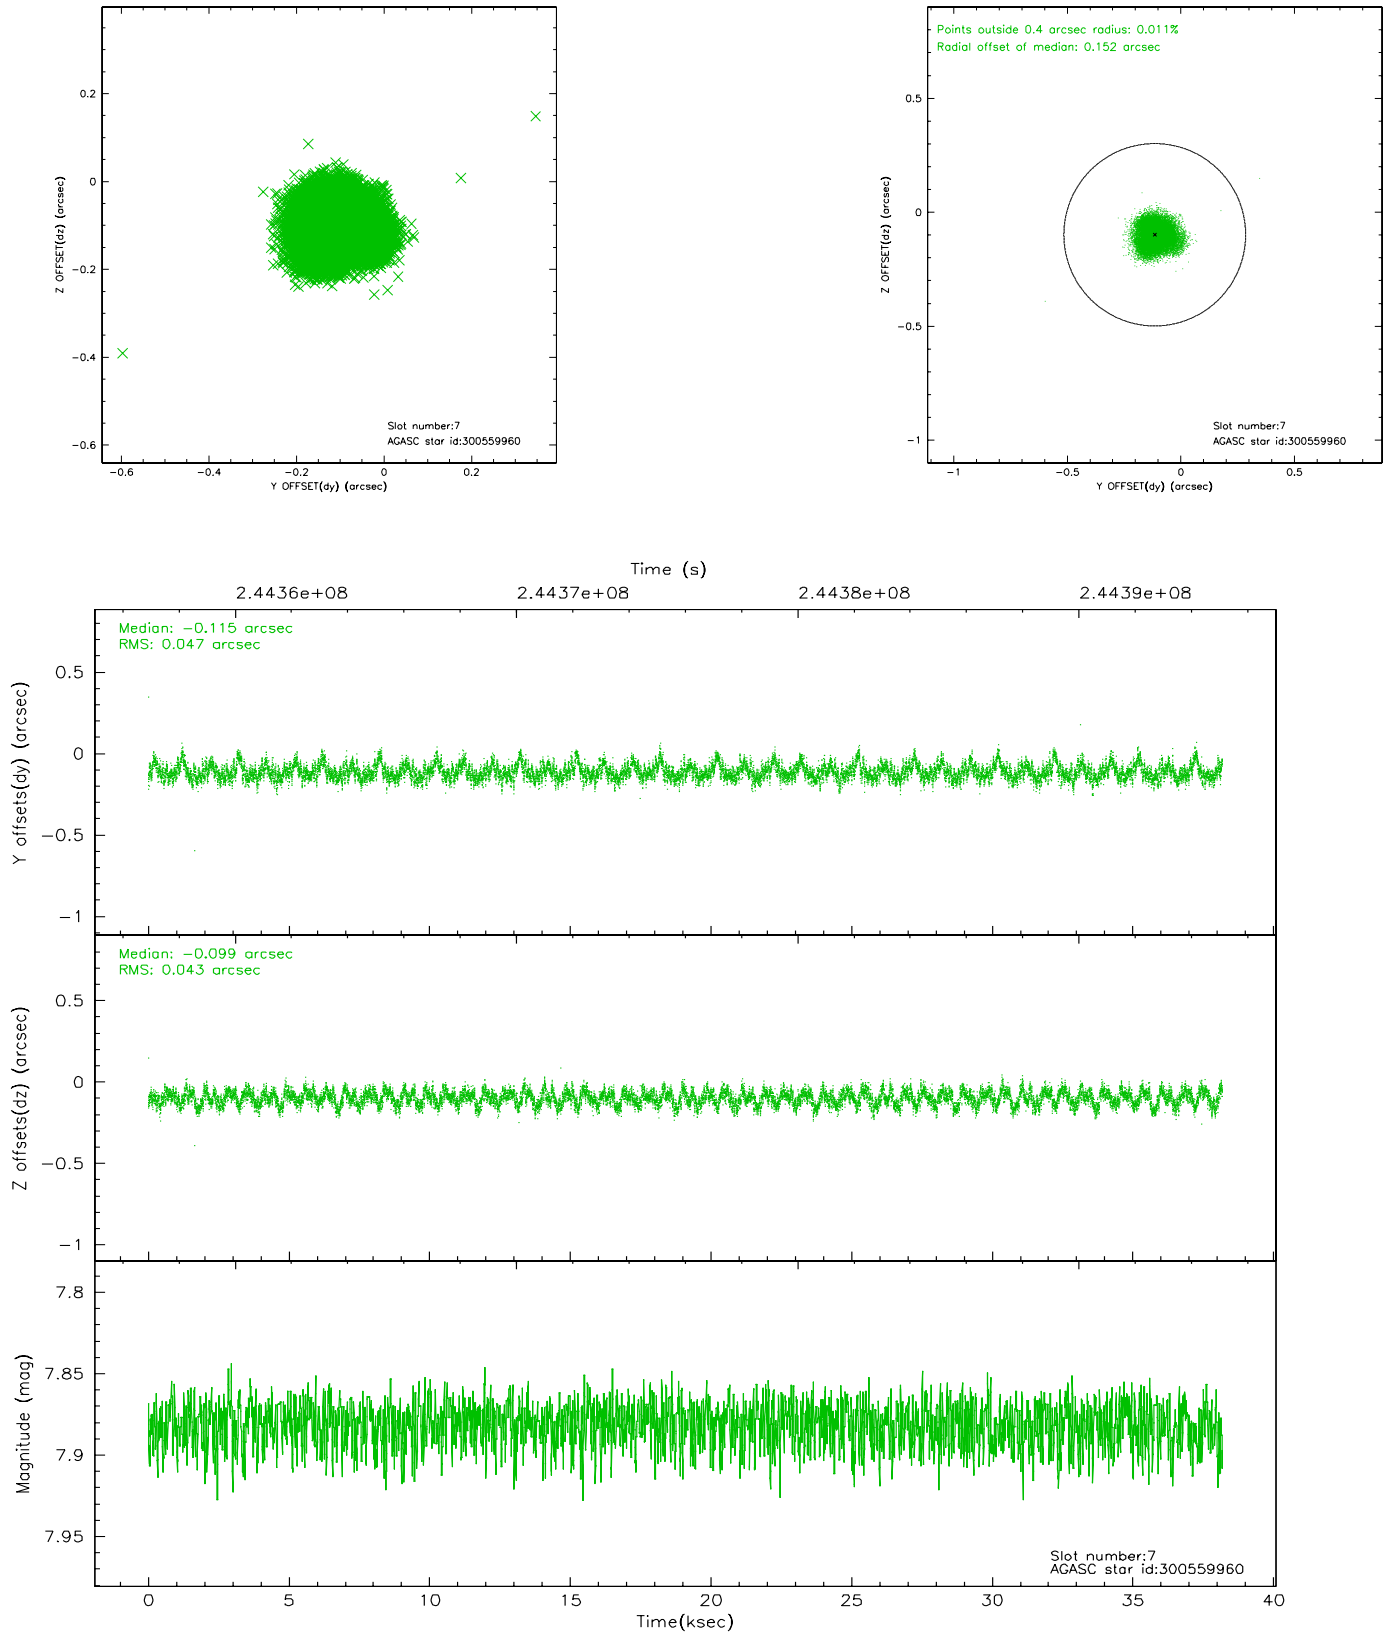 0.2
0
−0.2
−0.4
−0.6
Z OFFSET(dz) (arcsec)
Slot number:7
AGASC star id:300559960
−0.6 −0.4 −0.2 0 0.2
Y OFFSET(dy) (arcsec)
Points outside 0.4 arcsec radius: 0.011%
Radial offset of median: 0.152 arcsec
0.5
0
−0.5
−1
Z OFFSET(dz) (arcsec)
Slot number:7
AGASC star id:300559960
−1 −0.5 0 0.5
Y OFFSET(dy) (arcsec)
Time (s)
2.4436e+08 2.4437e+08 2.4438e+08 2.4439e+08
Median: −0.115 arcsec
RMS: 0.047 arcsec
0.5
0
−0.5
−1
Y offsets(dy) (arcsec)
Median: −0.099 arcsec
RMS: 0.043 arcsec
0.5
0
−0.5
−1
Z offsets(dz) (arcsec)
7.8
7.85
7.9
7.95
Magnitude (mag)
Slot number:7
AGASC star id:300559960
0 5 10 15 20 25 30 35 40
Time(ksec)